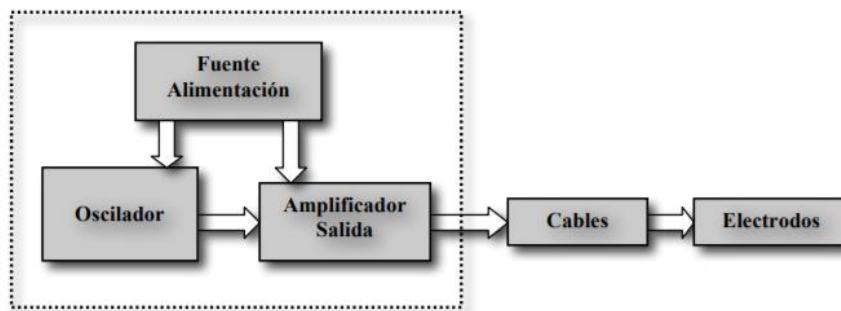 Fuente
Alimentación
Oscilador
Amplificador
Salida
Cables
Electrodos